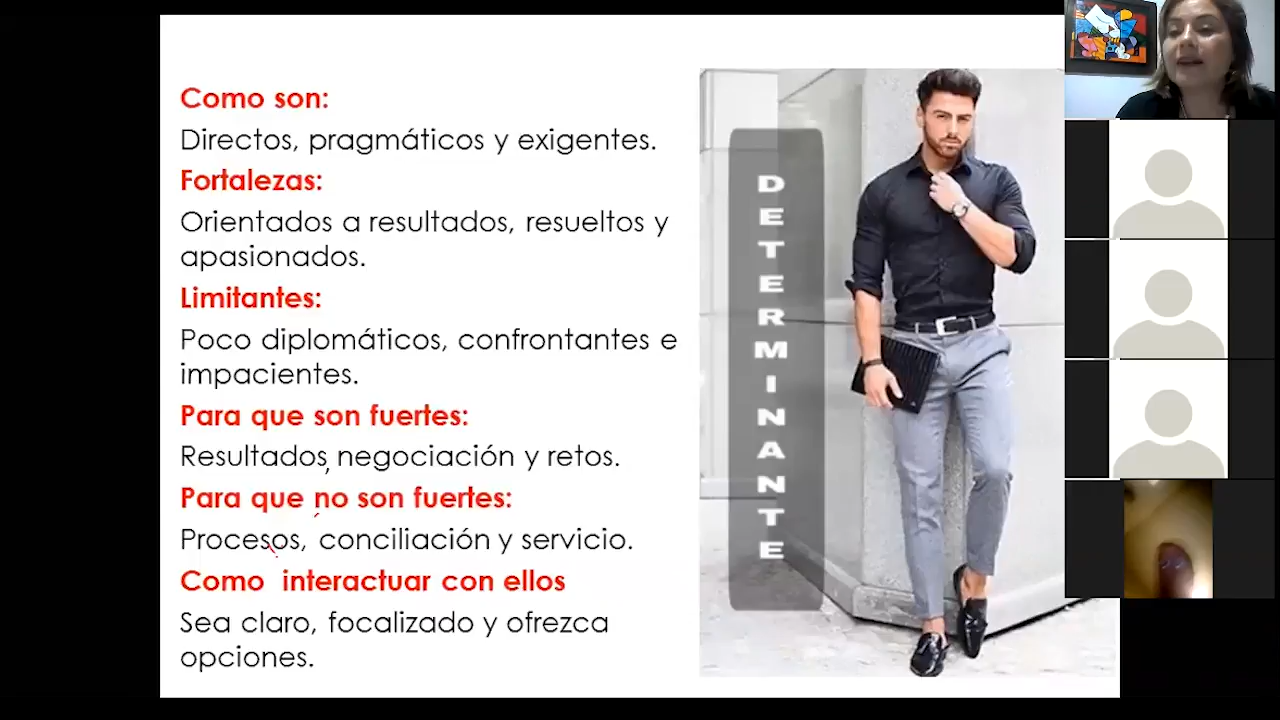 Como son:
Directos, pragmáticos y exigentes.
Fortalezas:
Orientados a resultados, resueltos y
apasionados.
Limitantes:
Poco diplomáticos, confrontantes e
impacientes.
Para que son fuertes:
Resultados, negociación y retos.
Para que no son fuertes:
Procesos, conciliación y servicio.
Como interactuar con ellos
Sea claro, focalizado y ofrezca
opciones.
DETERMINANTE